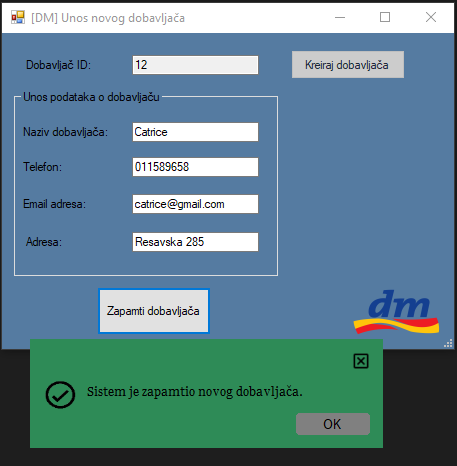 [DM] Unos novog dobavljača
Dobavljač ID: 12 Kreiraj dobavljača
Unos podataka o dobavljaču
Naziv dobavljača: Catrice
Telefon: 011589658
Email adresa: catrice@gmail.com
Adresa: Resavska 285
Zapamti dobavljača
dm
Sistem je zapamtio novog dobavljača.
OK